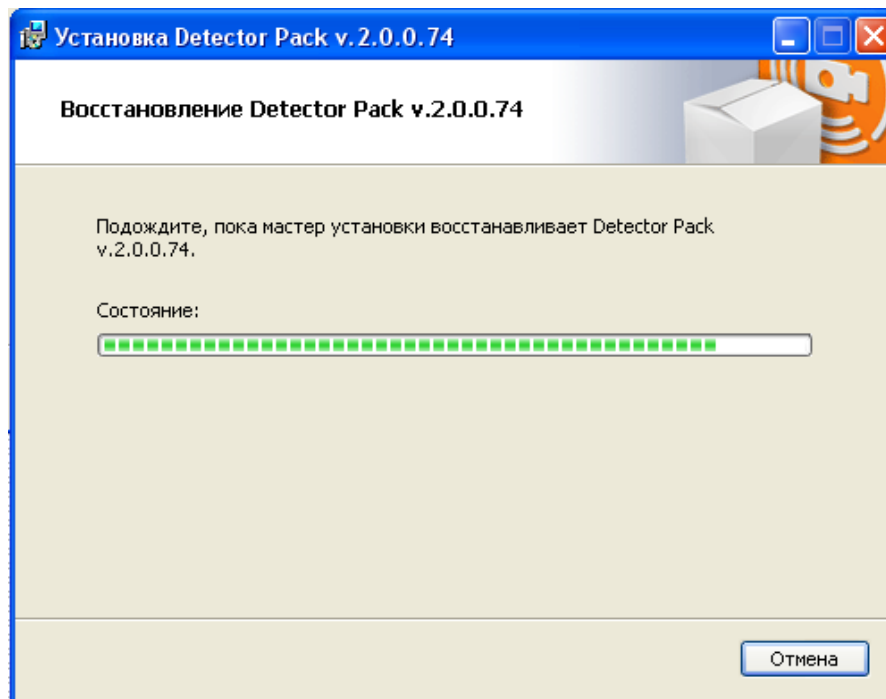 Установка Detector Pack v.2.0.0.74
Восстановление Detector Pack v.2.0.0.74
Подождите, пока мастер установки восстанавливает Detector Pack
v.2.0.0.74.
Состояние:
Отмена